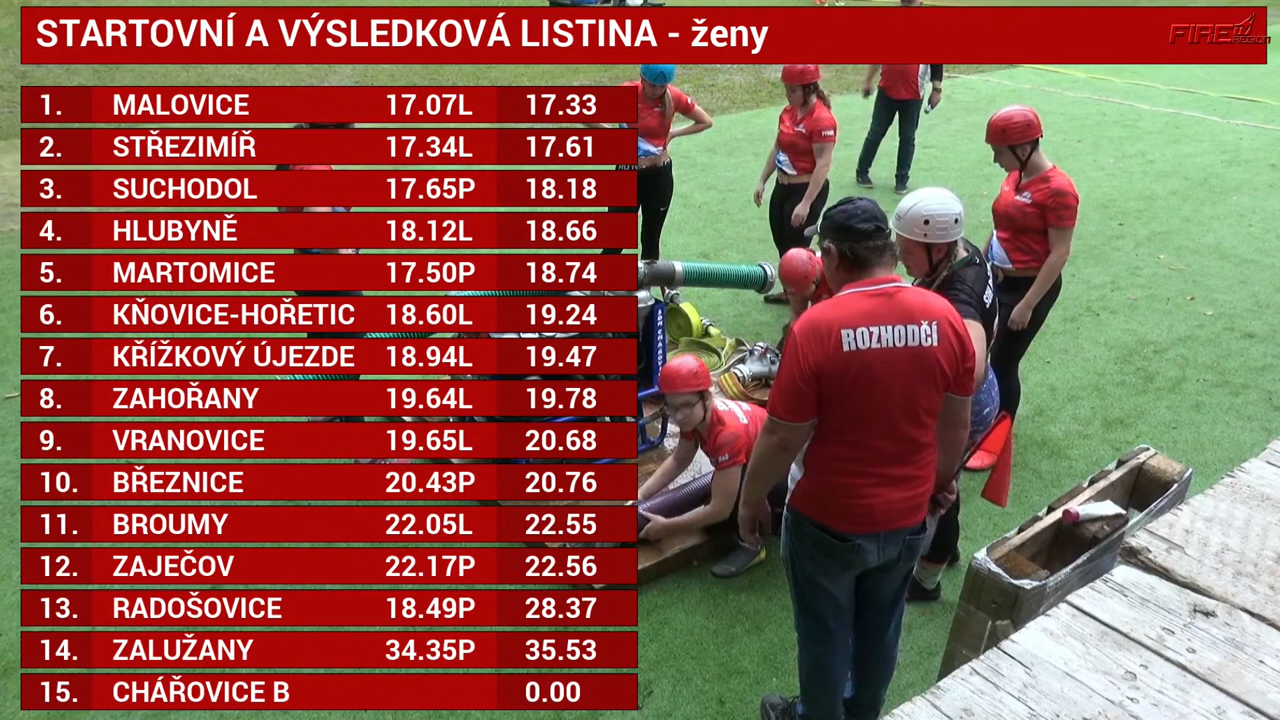 STARTOVNÍ A VÝSLEDKOVÁ LISTINA - ženy
FIRE TV REGION
1. MALOVICE 17.07L 17.33
2. STŘEZIMÍŘ 17.34L 17.61
3. SUCHODOL 17.65P 18.18
4. HLUBYNĚ 18.12L 18.66
5. MARTOMICE 17.50P 18.74
6. KŇOVICE-HOŘETIC 18.60L 19.24
7. KŘÍŽKOVÝ ÚJEZDE 18.94L 19.47
8. ZAHOŘANY 19.64L 19.78
9. VRANOVICE 19.65L 20.68
10. BŘEZNICE 20.43P 20.76
11. BROUMY 22.05L 22.55
12. ZAJEČOV 22.17P 22.56
13. RADOŠOVICE 18.49P 28.37
14. ZALUŽANY 34.35P 35.53
15. CHÁŘOVICE B 0.00
ROZHODČÍ